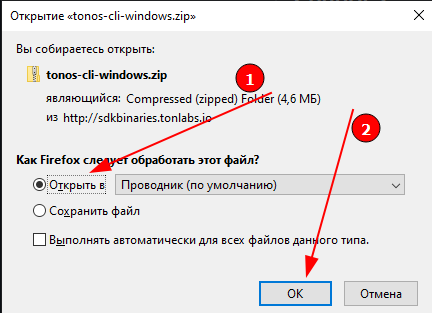 Открытие «tonos-cli-windows.zip»
Вы собираетесь открыть:
tonos-cli-windows.zip
1
являющийся: Compressed (zipped) Folder (4,6 МБ)
из http://sdkbinaries.tonlabs.io
2
Как Firefox следует обработать этот файл?
Открыть в Проводник (по умолчанию)
Сохранить файл
Выполнять автоматически для всех файлов данного типа.
ОК Отмена